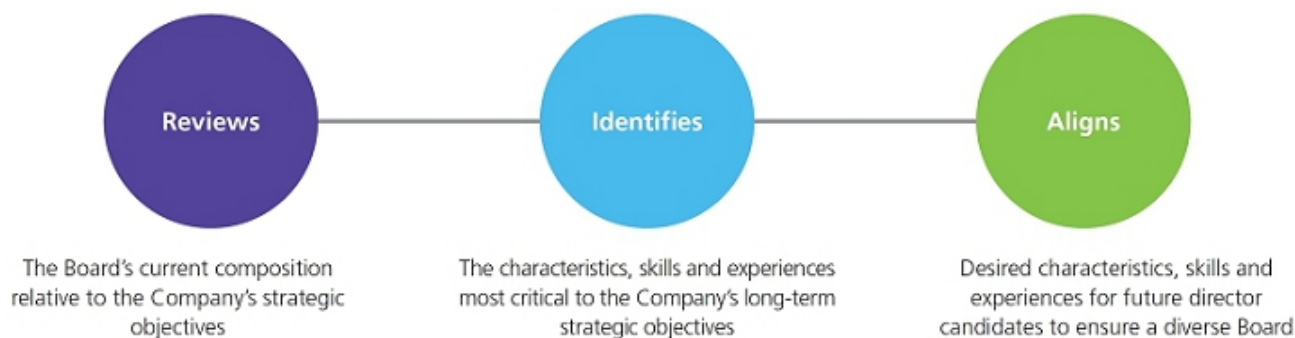 Reviews
Identifies
Aligns
The Board’s current composition
relative to the Company’s strategic
objectives
The characteristics, skills and experiences
most critical to the Company’s long-term
strategic objectives
Desired characteristics, skills and
experiences for future director
candidates to ensure a diverse Board